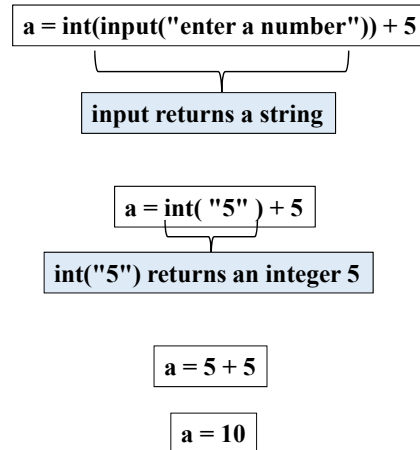 a = int(input("enter a number")) + 5
input returns a string
a = int( "5" ) + 5
int("5") returns an integer 5
a = 5 + 5
a = 10